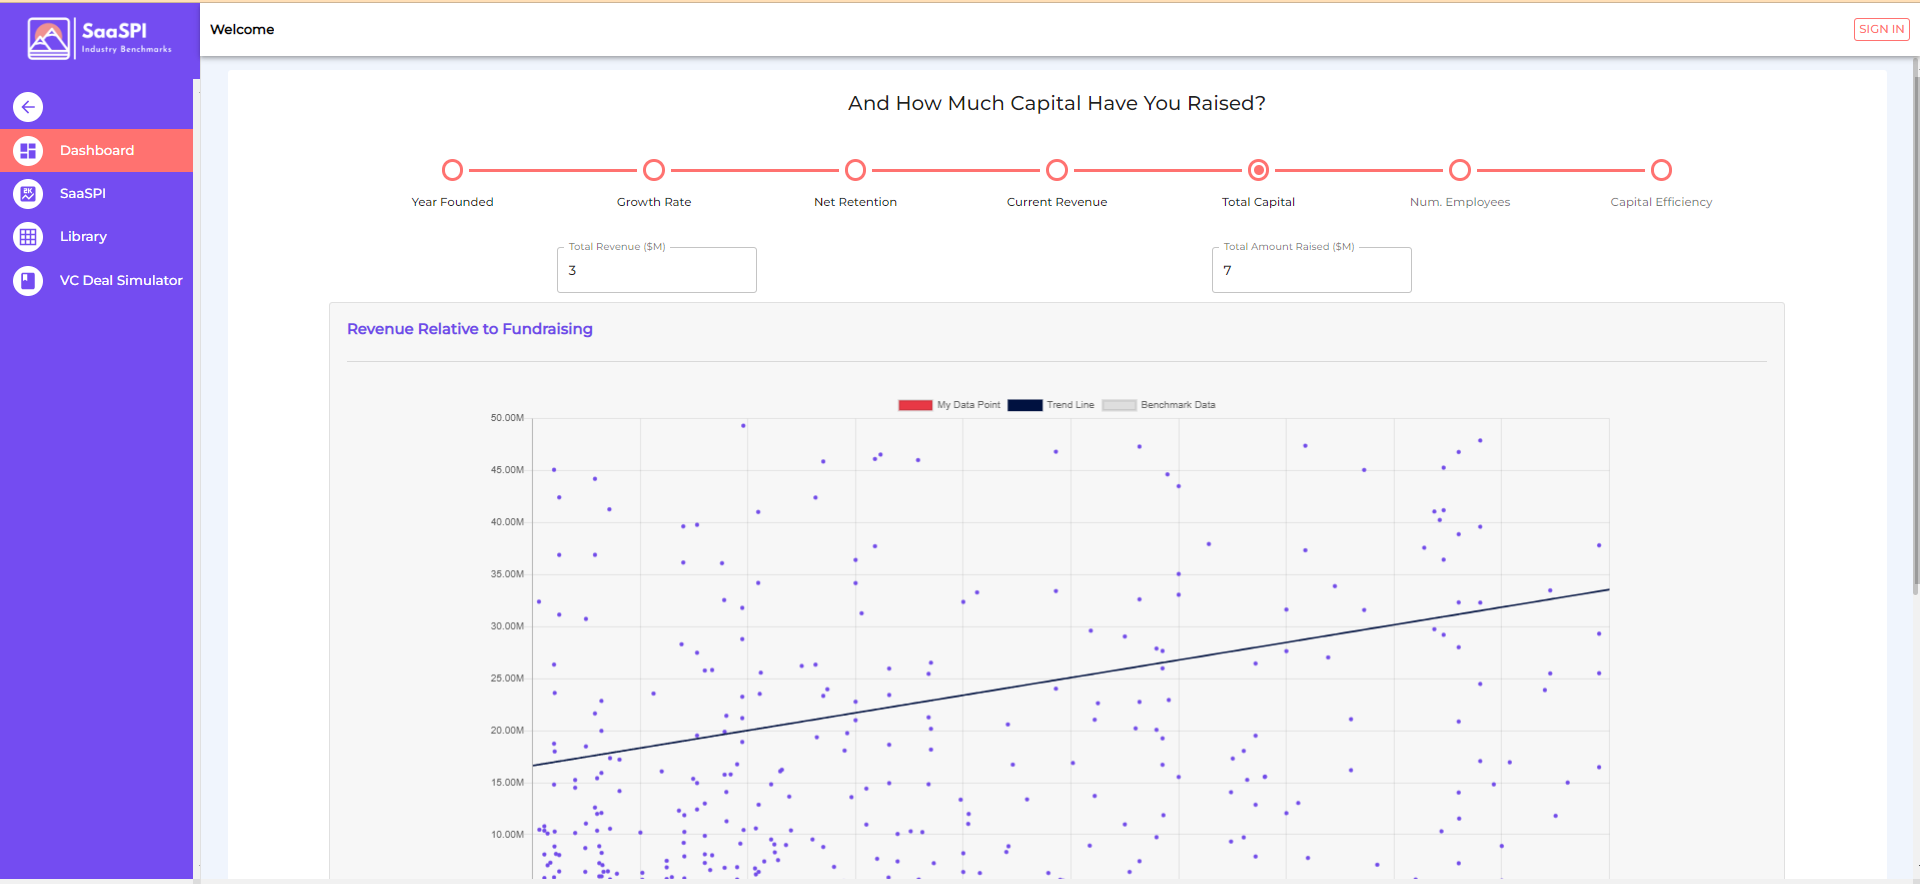 SaaSPI
Industry Benchmarks
Welcome
SIGN IN
Dashboard
SaaSPI
Library
VC Deal Simulator
And How Much Capital Have You Raised?
Year Founded
Growth Rate
Net Retention
Current Revenue
Total Capital
Num. Employees
Capital Efficiency
Total Revenue ($M)
3
Total Amount Raised ($M)
7
Revenue Relative to Fundraising
My Data Point
Trend Line
Benchmark Data
50.00M
45.00M
40.00M
35.00M
30.00M
25.00M
20.00M
15.00M
10.00M